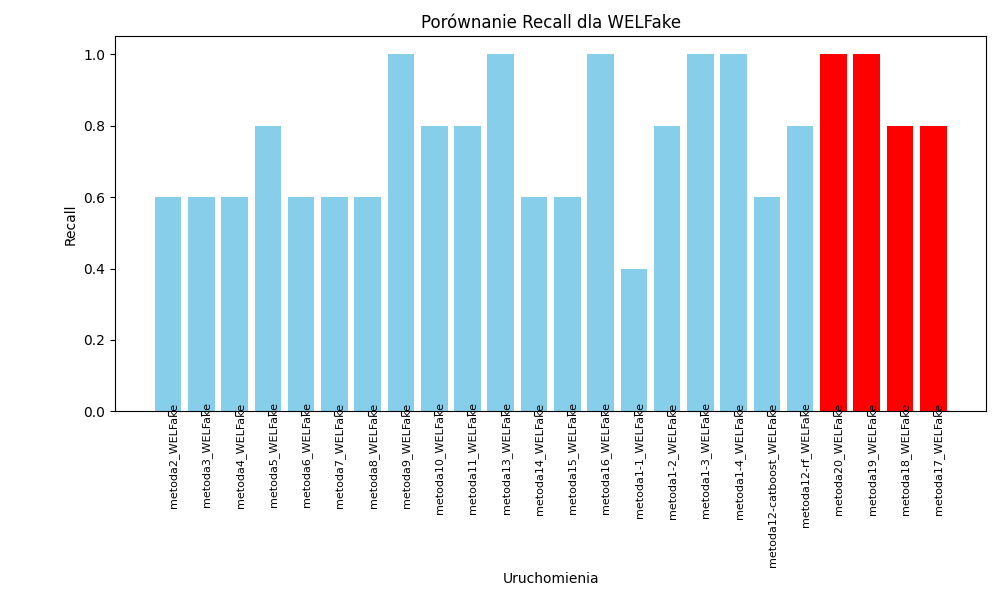 Porównanie Recall dla WELFake
Recall
1.0
0.8
0.6
0.4
0.2
0.0
metoda2_WELFake
metoda3_WELFake
metoda4_WELFake
metoda5_WELFake
metoda6_WELFake
metoda7_WELFake
metoda8_WELFake
metoda9_WELFake
metoda10_WELFake
metoda11_WELFake
metoda13_WELFake
metoda14_WELFake
metoda15_WELFake
metoda16_WELFake
metoda1-1_WELFake
metoda1-2_WELFake
metoda1-3_WELFake
metoda1-4_WELFake
metoda12-catboost_WELFake
metoda12-rf_WELFake
metoda20_WELFake
metoda19_WELFake
metoda18_WELFake
metoda17_WELFake
Uruchomienia